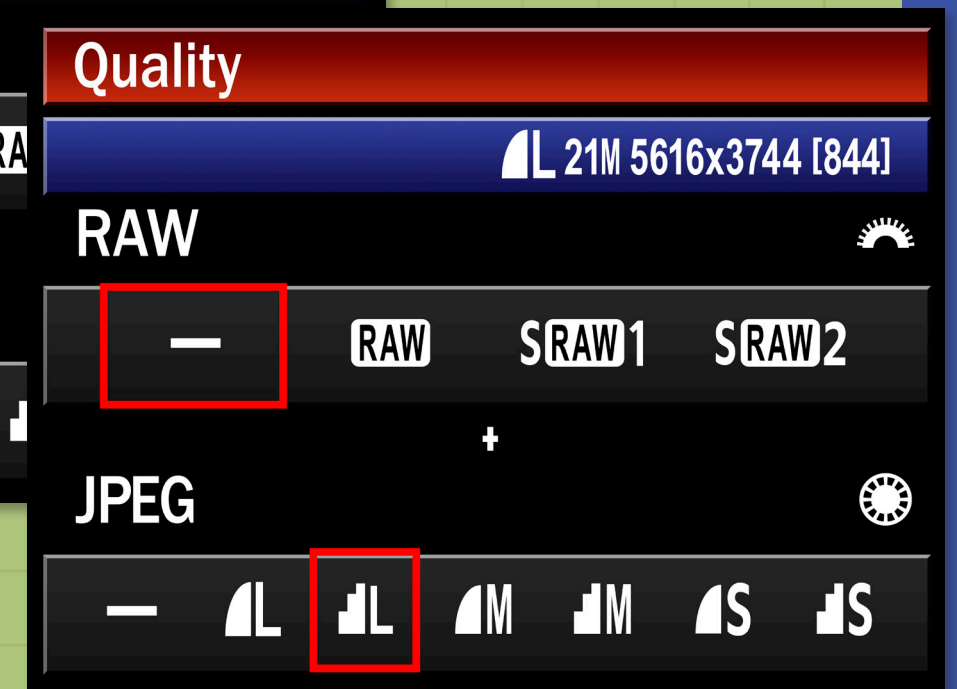 Quality
L 21M 5616x3744 [844]
RAW
— RAW SRAW1 SRAW2
+
JPEG
— L L M M S S